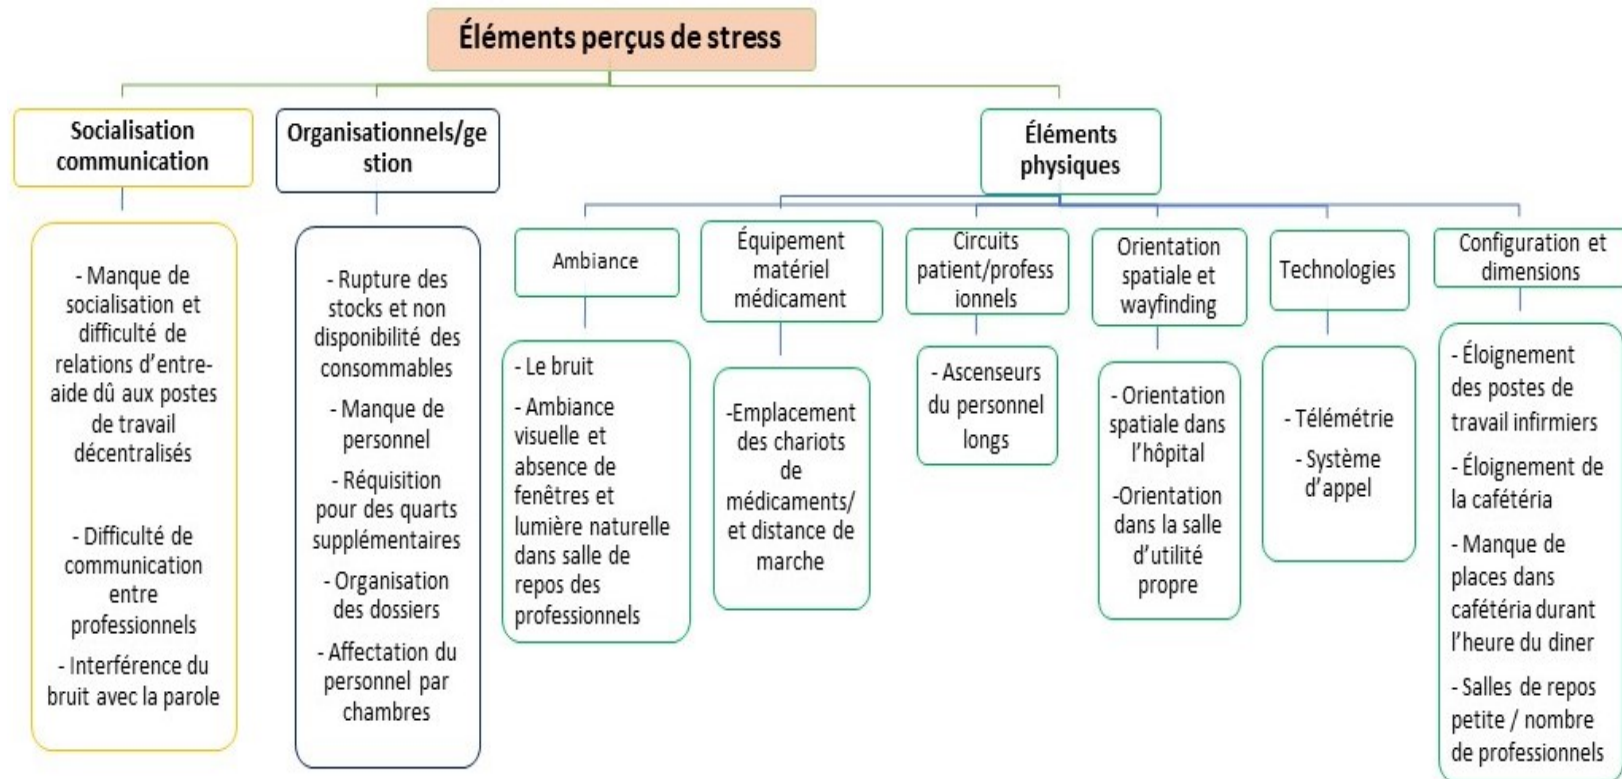 Éléments perçus de stress
Socialisation
communication
- Manque de
socialisation et
difficulté de
relations d'entre-
aide dû aux postes
de travail
décentralisés
- Difficulté de
communication
entre
professionnels
- Interférence du
bruit avec la parole
Organisationnels/ge
stion
- Rupture des
stocks et non
disponibilité des
consommables
- Manque de
personnel
- Réquisition
pour des quarts
supplémentaires
- Organisation
des dossiers
- Affectation du
personnel par
chambres
Éléments
physiques
Ambiance
- Le bruit
- Ambiance
visuelle et
absence de
fenêtres et
lumière naturelle
dans salle de
repos des
professionnels
Équipement
matériel
médicament
-Emplacement
des chariots de
médicaments/
et distance de
marche
Circuits
patient/profess
ionnels
- Ascenseurs
du personnel
longs
Orientation
spatiale et
wayfinding
- Orientation
spatiale dans
l'hôpital
-Orientation
dans la salle
d'utilité
propre
Technologies
- Télémétrie
- Système
d'appel
Configuration et
dimensions
- Éloignement
des postes de
travail infirmiers
- Éloignement de
la cafétéria
- Manque de
places dans
cafétéria durant
l'heure du diner
- Salles de repos
petite / nombre
de professionnels